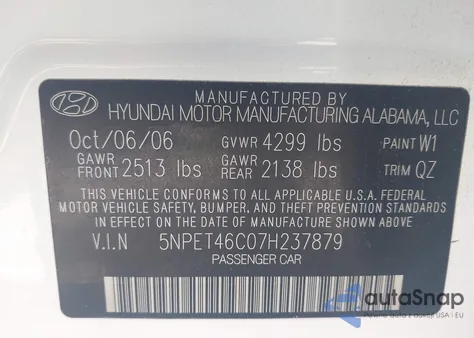 MANUFACTURED BY
HYUNDAI MOTOR MANUFACTURING ALABAMA, LLC
Oct/06/06 GVWR 4299 lbs PAINT W1
GAWR FRONT 2513 lbs GAWR REAR 2138 lbs TRIM QZ
THIS VEHICLE CONFORMS TO ALL APPLICABLE U.S.A. FEDERAL
MOTOR VEHICLE SAFETY, BUMPER, AND THEFT PREVENTION STANDARDS
IN EFFECT ON THE DATE OF MANUFACTURE SHOWN ABOVE.
V.I.N 5NPET46C07H237879
PASSENGER CAR
autoSnap